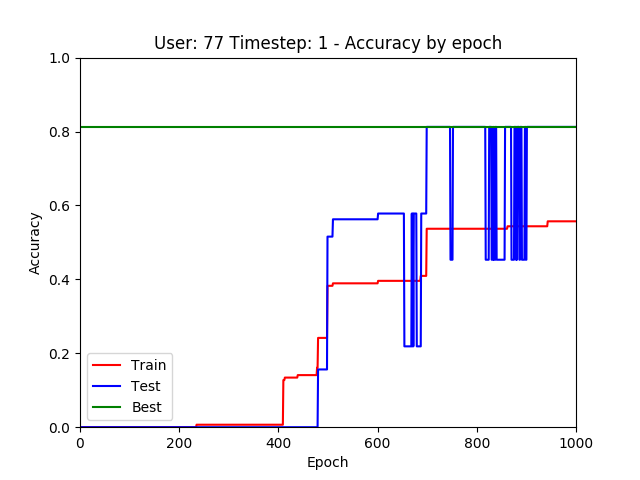 User: 77 Timestep: 1 - Accuracy by epoch
1.0
0.8
0.6
0.4
0.2
0.0
Accuracy
Train
Test
Best
0 200 400 600 800 1000
Epoch